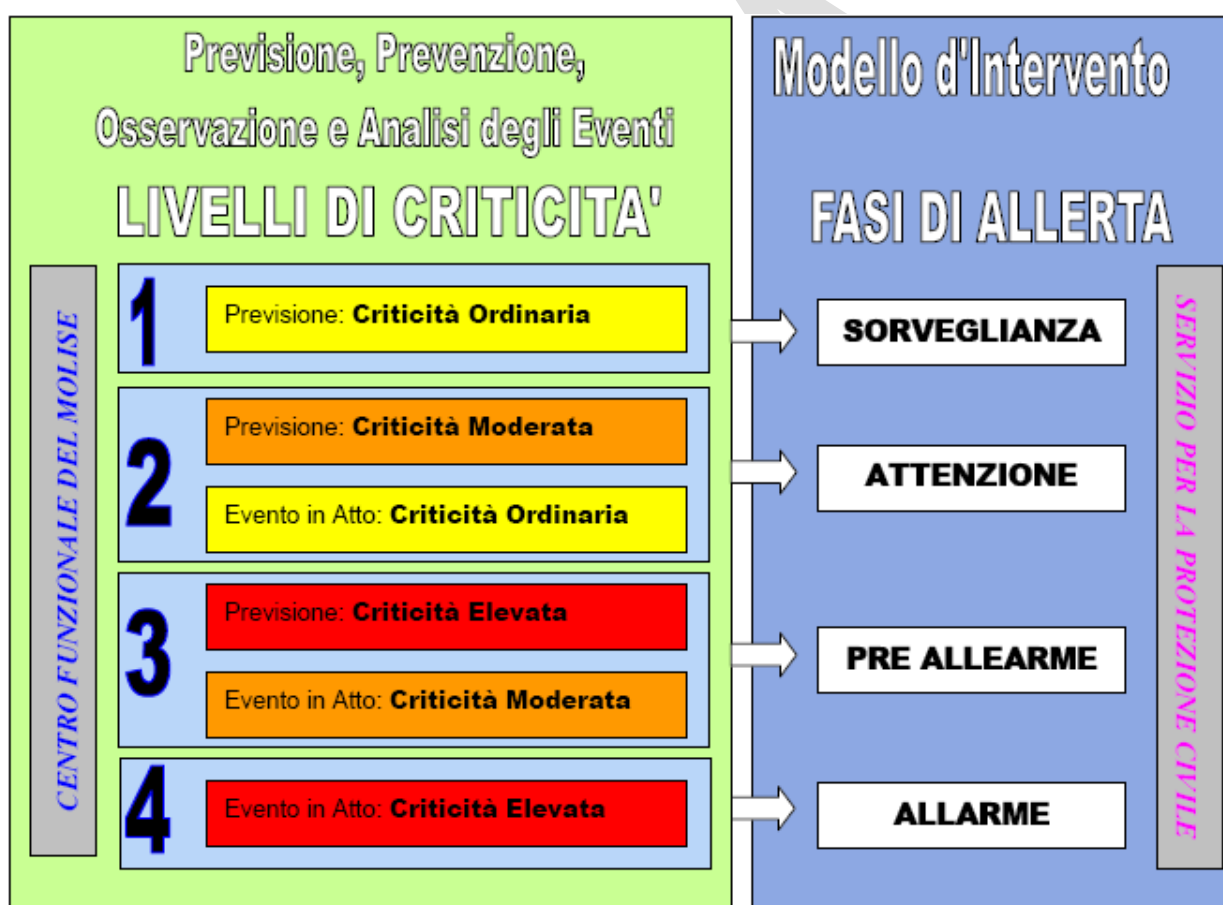 Previsione, Prevenzione,
Osservazione e Analisi degli Eventi
LIVELLI DI CRITICITA'
CENTRO FUNZIONALE DEL MOLISE
1
Previsione: Criticità Ordinaria
2
Previsione: Criticità Moderata
Evento in Atto: Criticità Ordinaria
3
Previsione: Criticità Elevata
Evento in Atto: Criticità Moderata
4
Evento in Atto: Criticità Elevata
Modello d'Intervento
FASI DI ALLERTA
SORVEGLIANZA
ATTENZIONE
PRE ALLEARME
ALLARME
SERVIZIO PER LA PROTEZIONE CIVILE